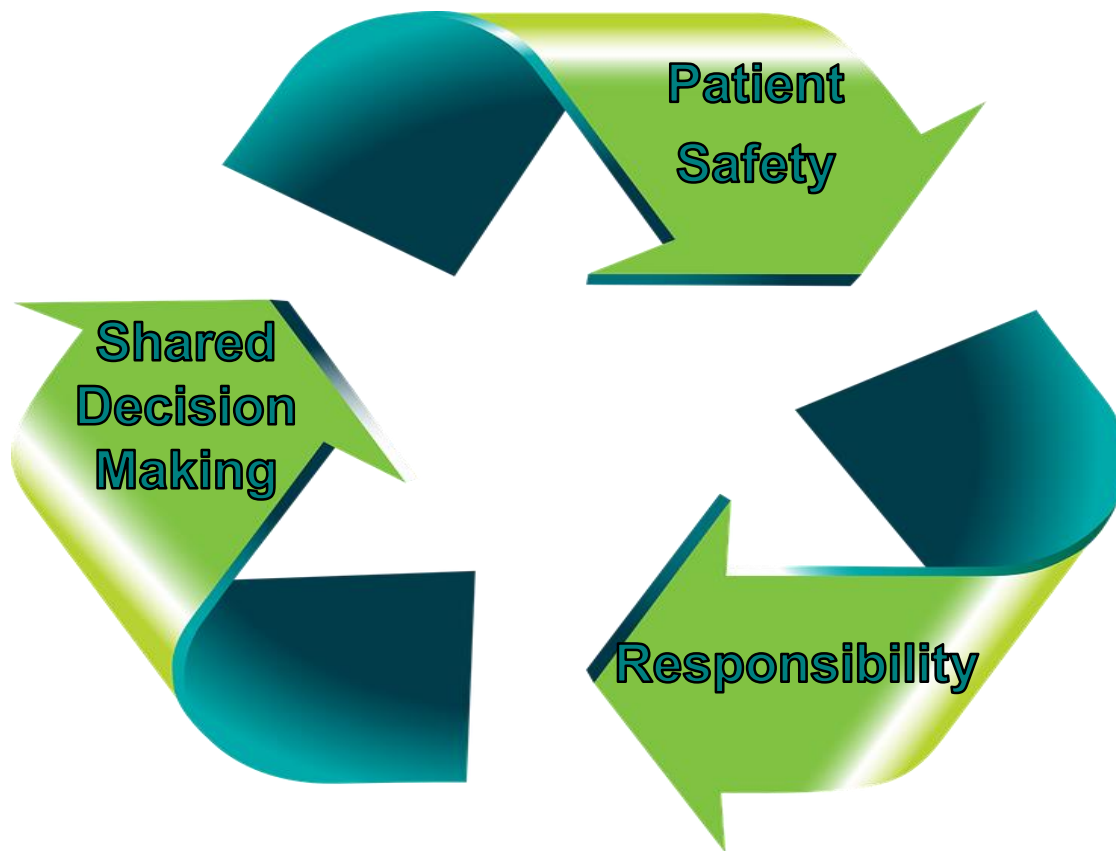 Patient
Safety
Shared
Decision
Making
Responsibility